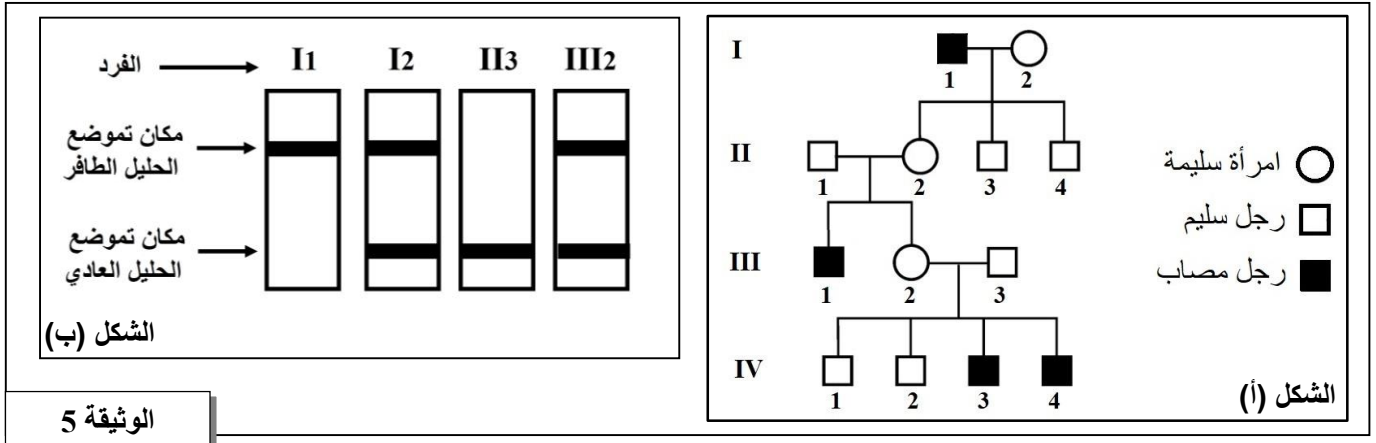 I
1 2
II
1 2 3 4
III
1 2 3
IV
1 2 3 4
امرأة سليمة
رجل سليم
رجل مصاب
الشكل (أ)
الفرد
I1 I2 II3 III2
مكان تموضع
الحليل الطافر
مكان تموضع
الحليل العادي
الشكل (ب)
الوثيقة 5